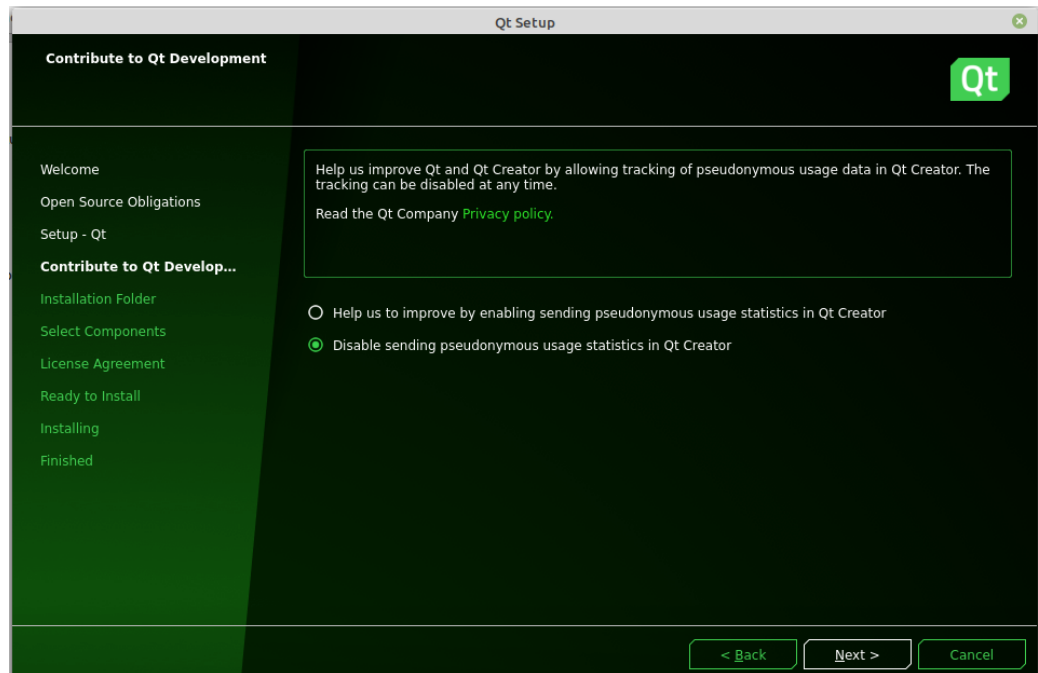 Qt Setup
Contribute to Qt Development
Qt
Welcome
Open Source Obligations
Setup - Qt
Contribute to Qt Develop...
Installation Folder
Select Components
License Agreement
Ready to Install
Installing
Finished
Help us improve Qt and Qt Creator by allowing tracking of pseudonymous usage data in Qt Creator. The
tracking can be disabled at any time.
Read the Qt Company Privacy policy.
Help us to improve by enabling sending pseudonymous usage statistics in Qt Creator
Disable sending pseudonymous usage statistics in Qt Creator
< Back
Next >
Cancel